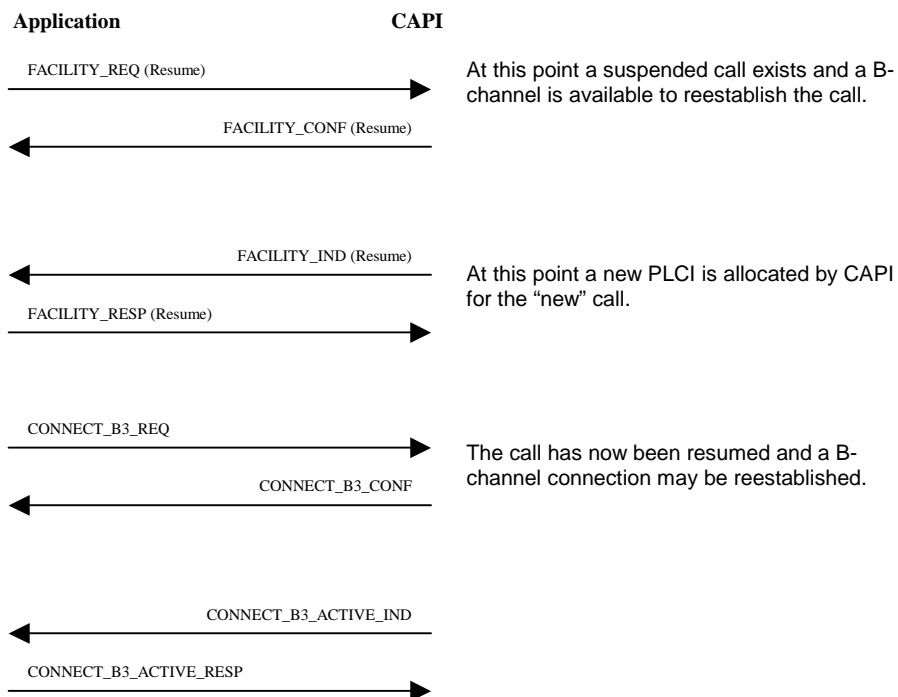 Application CAPI
FACILITY_REQ (Resume)
At this point a suspended call exists and a B-
channel is available to reestablish the call.
FACILITY_CONF (Resume)
FACILITY_IND (Resume)
At this point a new PLCI is allocated by CAPI
for the “new” call.
FACILITY_RESP (Resume)
CONNECT_B3_REQ
The call has now been resumed and a B-
channel connection may be reestablished.
CONNECT_B3_CONF
CONNECT_B3_ACTIVE_IND
CONNECT_B3_ACTIVE_RESP